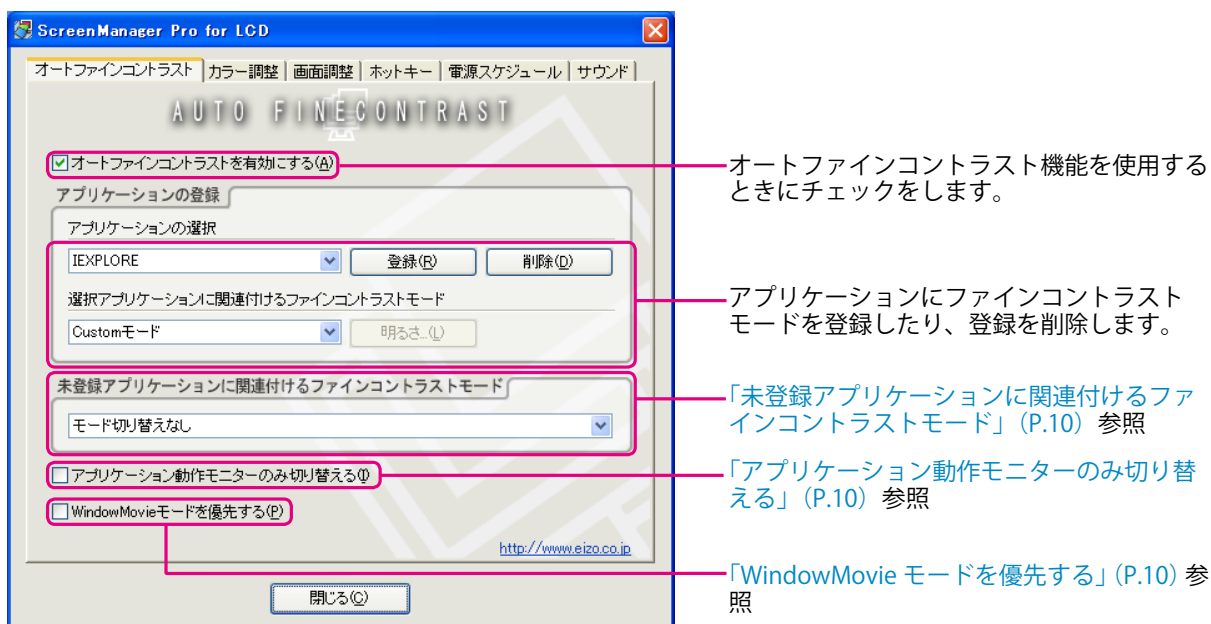 ScreenManager Pro for LCD
オートファインコントラスト カラー調整 画面調整 ホットキー 電源スケジュール サウンド
AUTO FINECONTRAST
オートファインコントラストを有効にする(A)
アプリケーションの登録
アプリケーションの選択
IEXPLORE 登録(R) 削除(D)
選択アプリケーションに関連付けるファインコントラストモード
Customモード 明るさ...(L)
未登録アプリケーションに関連付けるファインコントラストモード
モード切り替えなし
アプリケーション動作モニターのみ切り替える(I)
WindowMovieモードを優先する(P)
http://www.eizo.co.jp
閉じる(C)
オートファインコントラスト機能を使用する
ときにチェックをします。
アプリケーションにファインコントラスト
モードを登録したり、登録を削除します。
「未登録アプリケーションに関連付けるファ
インコントラストモード」(P.10) 参照
「アプリケーション動作モニターのみ切り替
える」(P.10) 参照
「WindowMovie モードを優先する」(P.10) 参
照